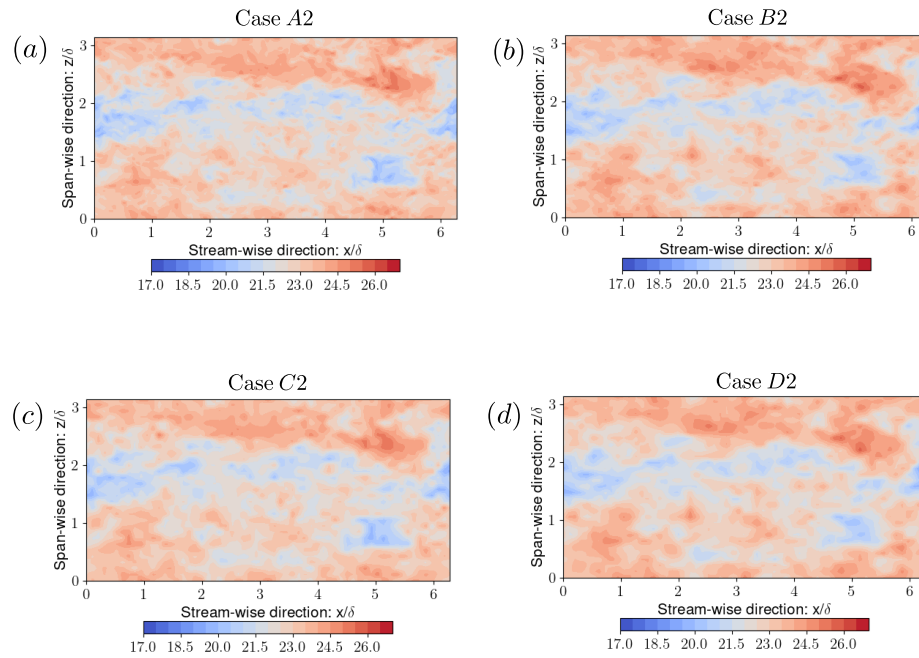 Case A2
(a)
Span-wise direction: z/δ
3
2
1
0
0 1 2 3 4 5 6
Stream-wise direction: x/δ
17.0 18.5 20.0 21.5 23.0 24.5 26.0
Case B2
(b)
Span-wise direction: z/δ
3
2
1
0
0 1 2 3 4 5 6
Stream-wise direction: x/δ
17.0 18.5 20.0 21.5 23.0 24.5 26.0
Case C2
(c)
Span-wise direction: z/δ
3
2
1
0
0 1 2 3 4 5 6
Stream-wise direction: x/δ
17.0 18.5 20.0 21.5 23.0 24.5 26.0
Case D2
(d)
Span-wise direction: z/δ
3
2
1
0
0 1 2 3 4 5 6
Stream-wise direction: x/δ
17.0 18.5 20.0 21.5 23.0 24.5 26.0